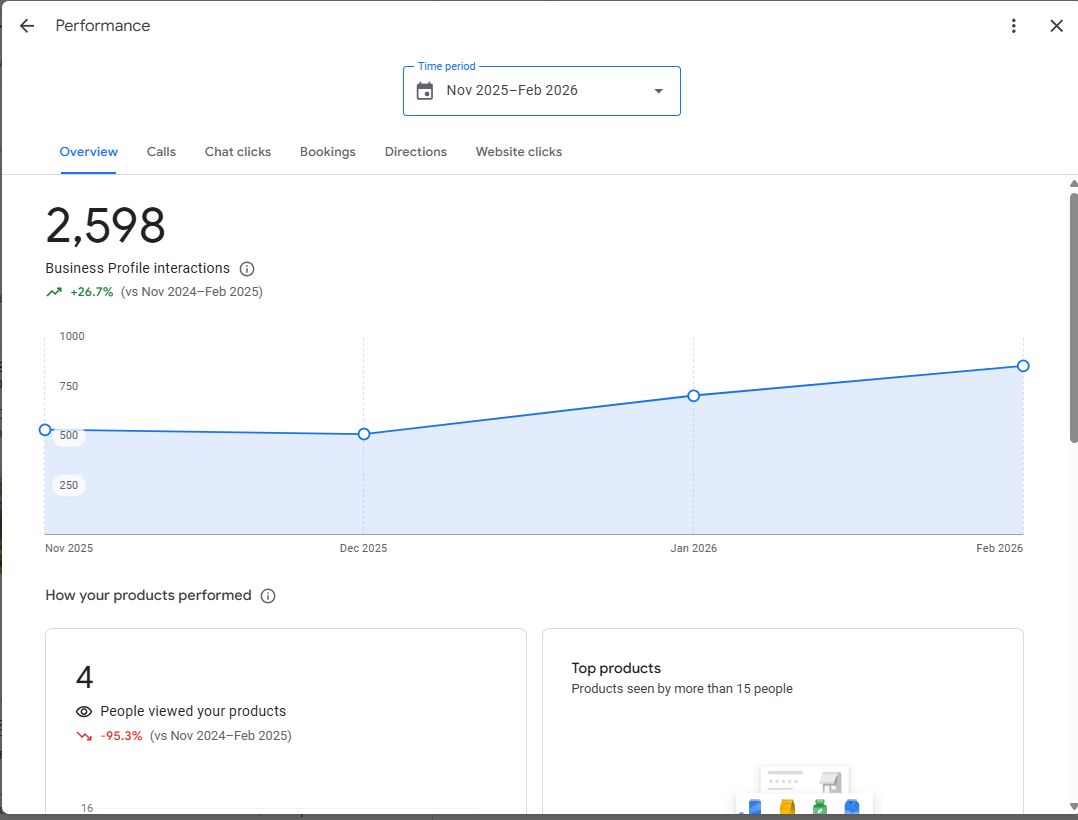 Performance
Time period
Nov 2025–Feb 2026
Overview Calls Chat clicks Bookings Directions Website clicks
2,598
Business Profile interactions
+26.7% (vs Nov 2024–Feb 2025)
1000
750
500
250
Nov 2025 Dec 2025 Jan 2026 Feb 2026
How your products performed
4
People viewed your products
-95.3% (vs Nov 2024–Feb 2025)
16
Top products
Products seen by more than 15 people